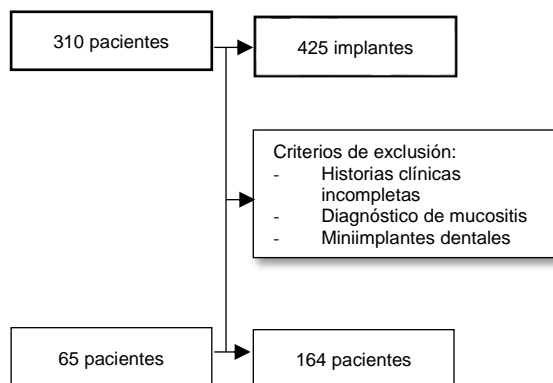 310 pacientes
425 implantes
Criterios de exclusión:
- Historias clínicas
incompletas
- Diagnóstico de mucositis
- Miniimplantes dentales
65 pacientes
164 pacientes